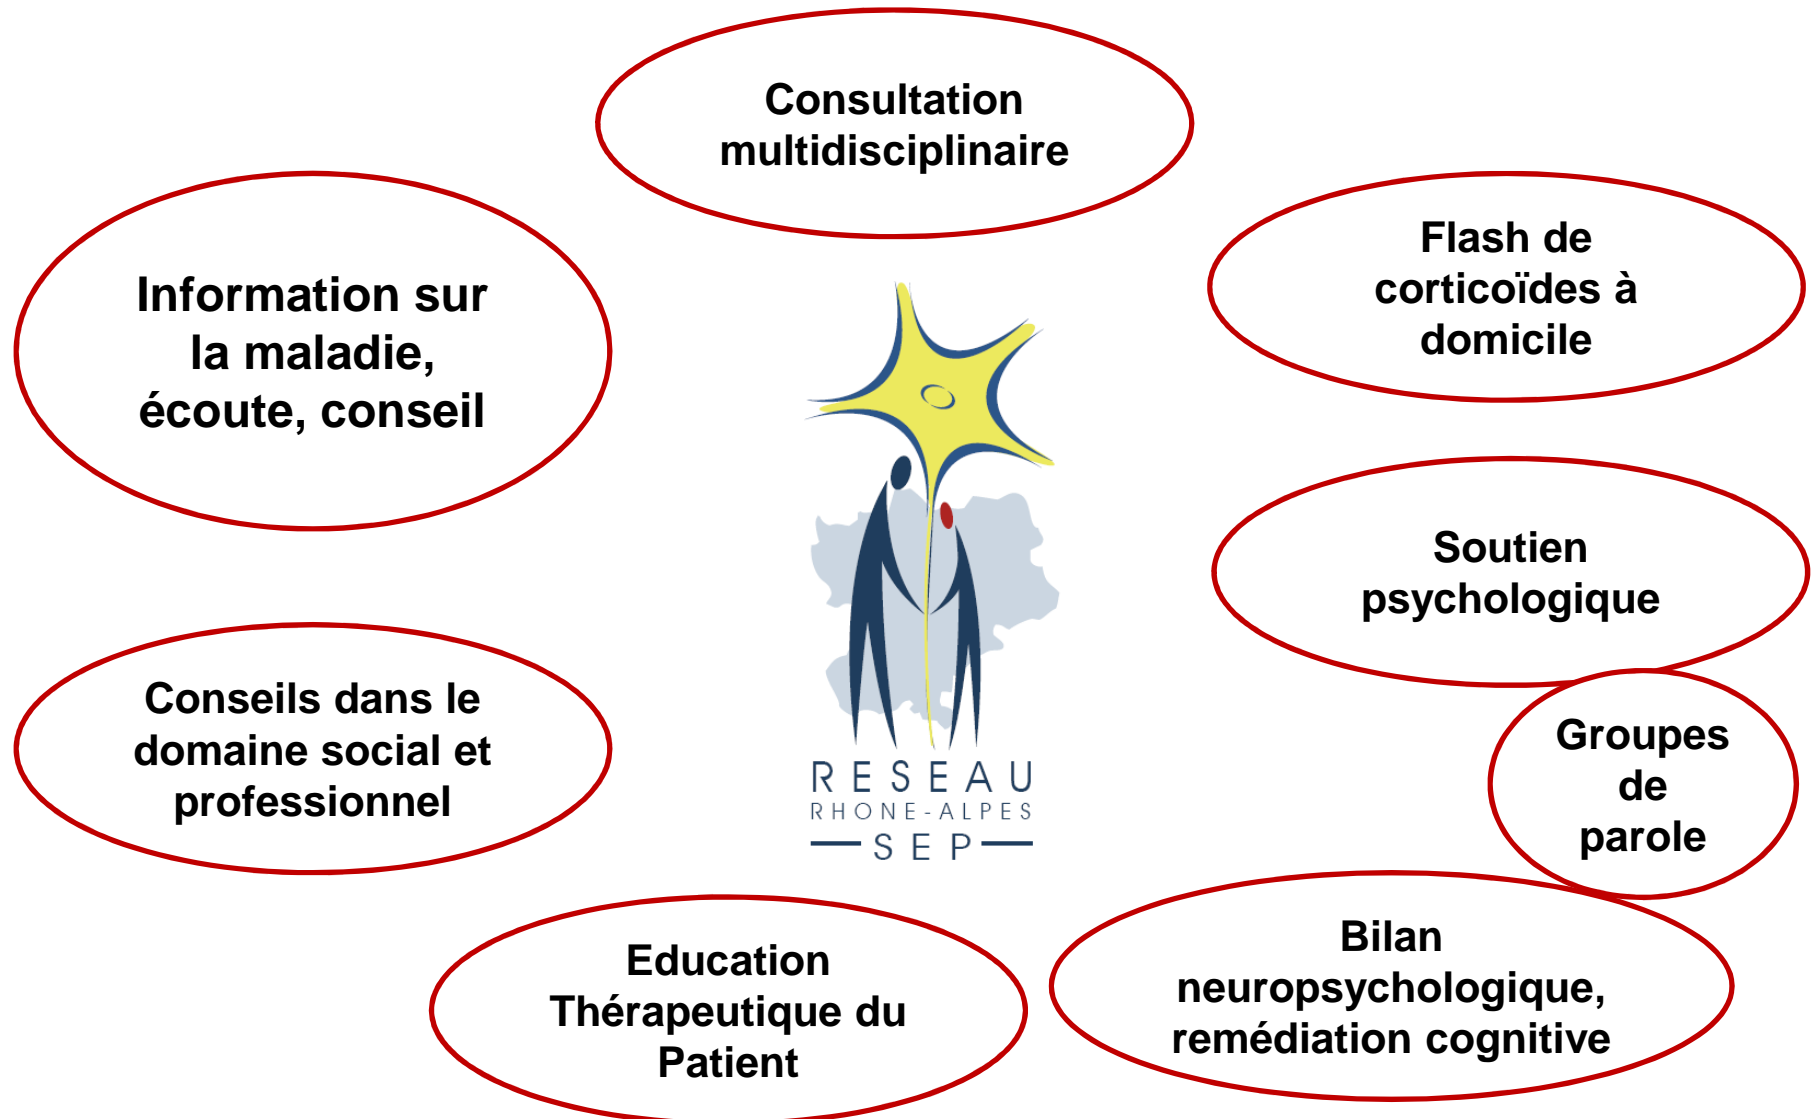 Consultation
multidisciplinaire
Information sur
la maladie,
écoute, conseil
Flash de
corticoïdes à
domicile
Soutien
psychologique
Conseils dans le
domaine social et
professionnel
Groupes
de
parole
RESEAU
RHONE-ALPES
SEP
Education
Thérapeutique du
Patient
Bilan
neuropsychologique,
remédiation cognitive